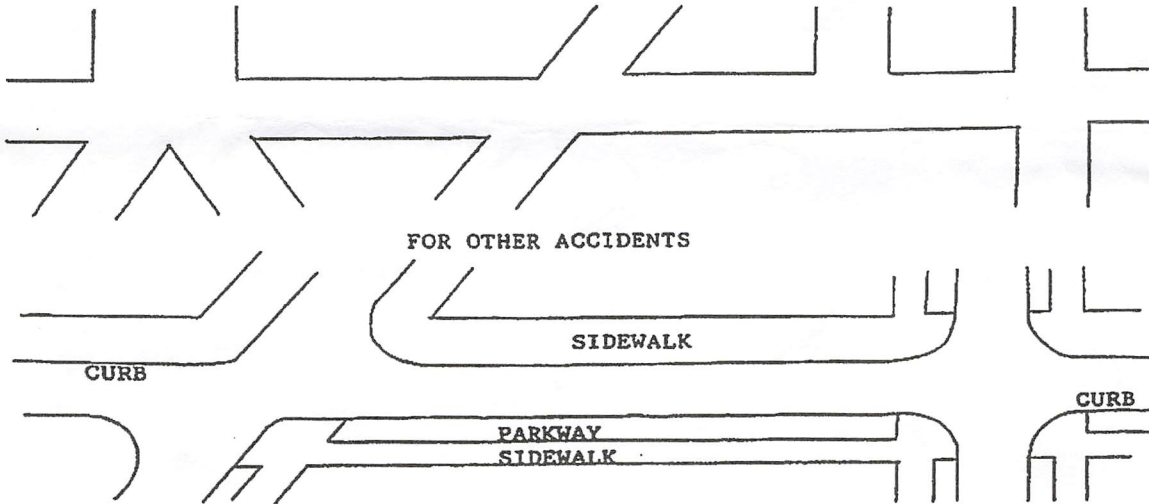 FOR OTHER ACCIDENTS
SIDEWALK
CURB
CURB
PARKWAY
SIDEWALK